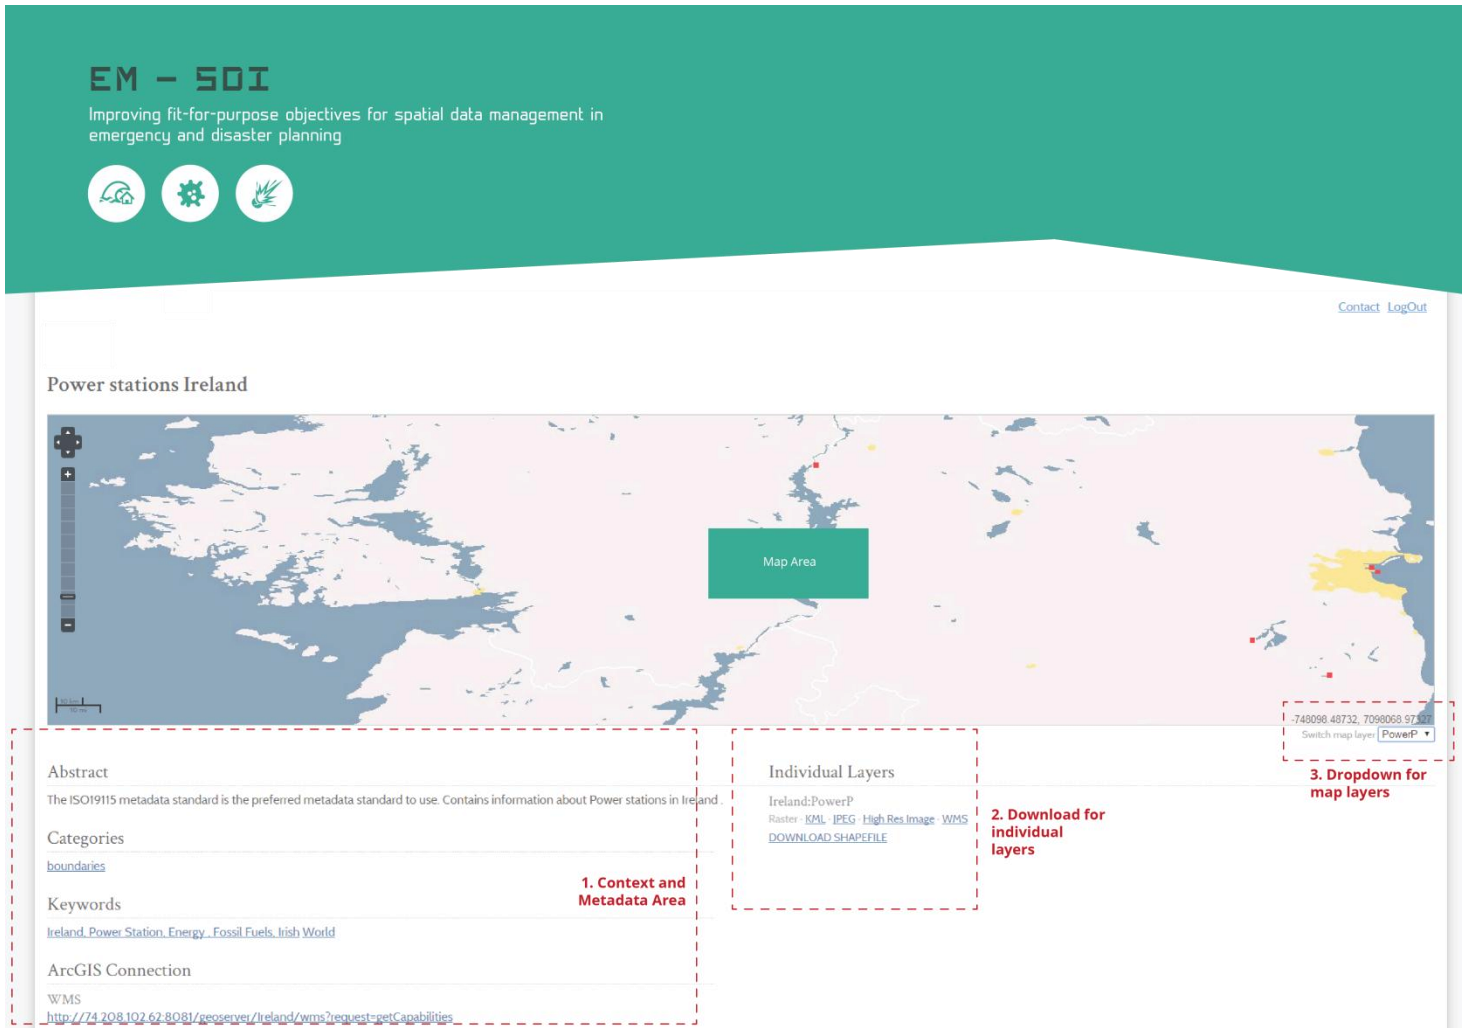 EM - SDI
Improving fit-for-purpose objectives for spatial data management in
emergency and disaster planning
Contact LogOut
Power stations Ireland
Map Area
-748098.48732, 7098068.97327
Switch map layer PowerP
3. Dropdown for
map layers
Abstract
The ISO19115 metadata standard is the preferred metadata standard to use. Contains information about Power stations in Ireland .
Categories
boundaries
1. Context and
Metadata Area
Keywords
Ireland, Power Station, Energy , Fossil Fuels, Irish World
ArcGIS Connection
WMS
http://74.208.102.62:8081/geoserver/Ireland/wms?request=getCapabilities
Individual Layers
Ireland:PowerP
Raster - KML - JPEG - High Res Image - WMS
DOWNLOAD SHAPEFILE
2. Download for
individual
layers